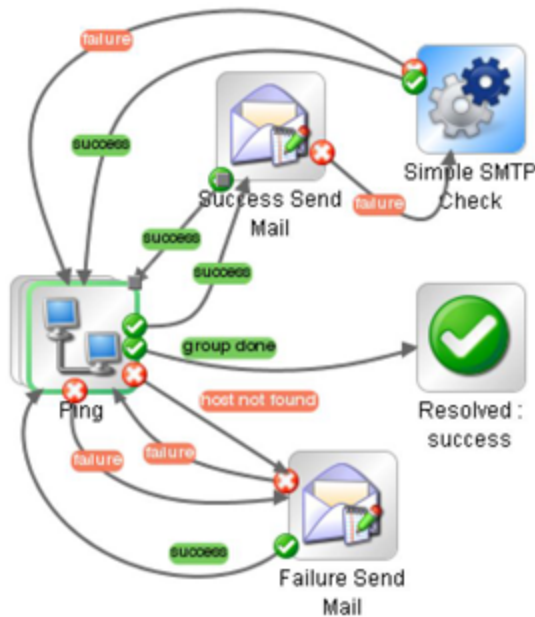 failure
success
Success Send
Mail
failure
Simple SMTP
Check
success
success
group done
Ping
host not found
Resolved :
success
failure
failure
success
Failure Send
Mail